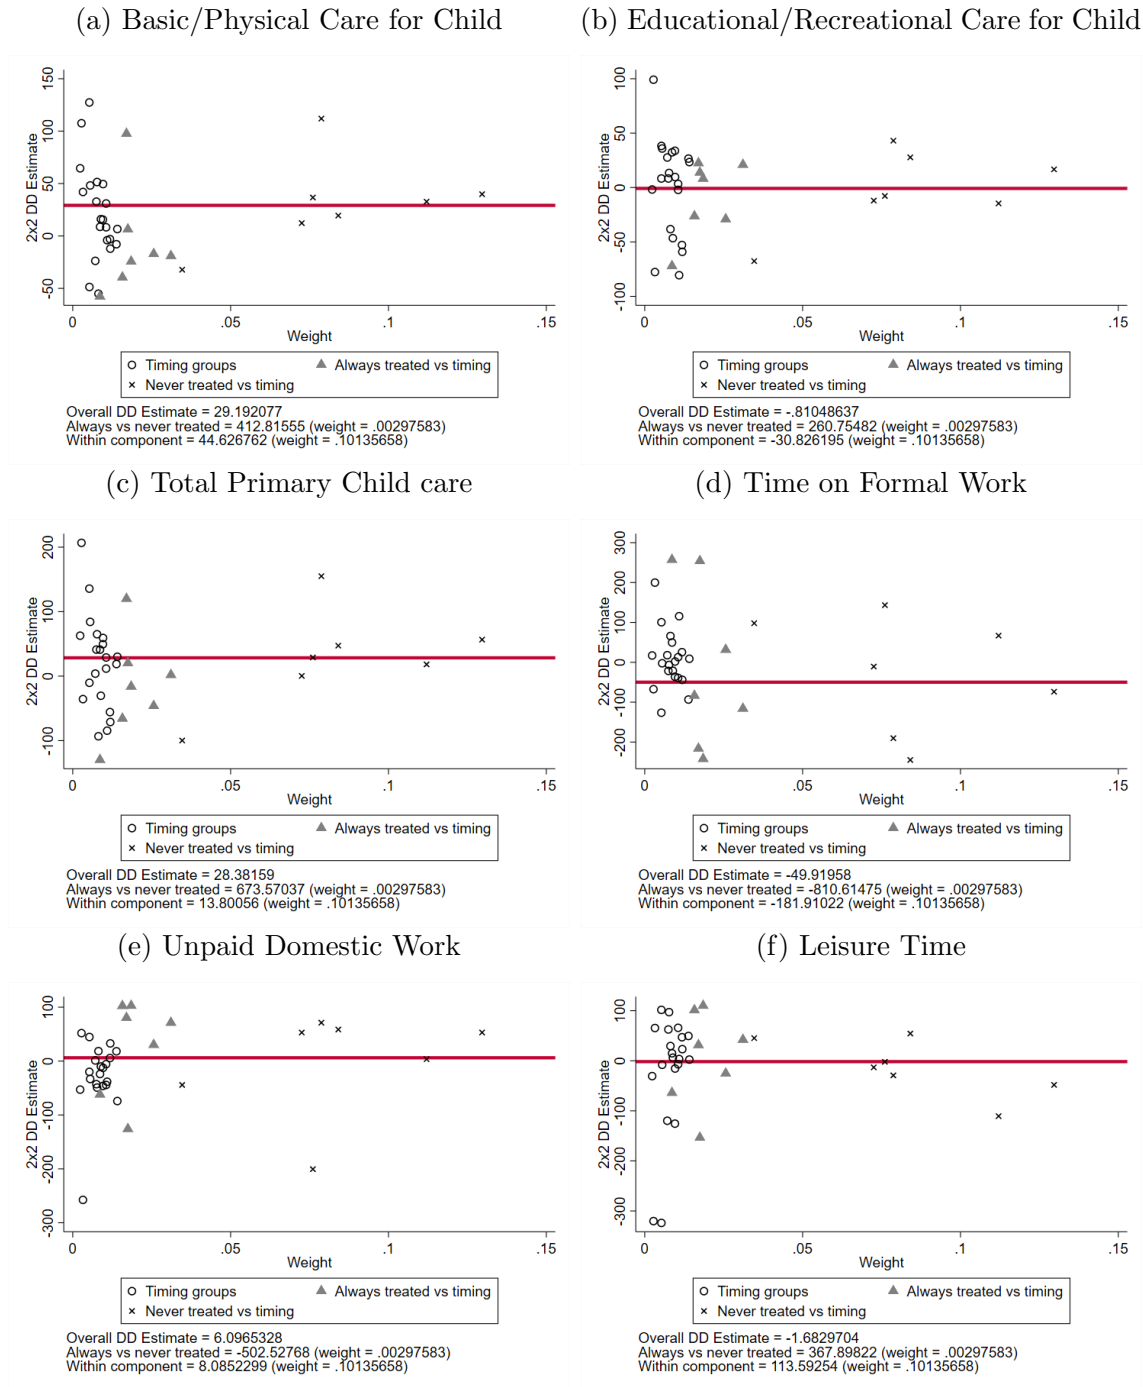 (a) Basic/Physical Care for Child
150
100
50
0
-50
2x2 DD Estimate
0 .05 .1 .15
Weight
Timing groups Always treated vs timing
Never treated vs timing
Overall DD Estimate = 29.192077
Always vs never treated = 412.81555 (weight = .00297583)
Within component = 44.626762 (weight = .10135658)
(b) Educational/Recreational Care for Child
100
50
0
-50
-100
2x2 DD Estimate
0 .05 .1 .15
Weight
Timing groups Always treated vs timing
Never treated vs timing
Overall DD Estimate = -.81048637
Always vs never treated = 260.75482 (weight = .00297583)
Within component = -30.826195 (weight = .10135658)
(c) Total Primary Child care
200
100
0
-100
2x2 DD Estimate
0 .05 .1 .15
Weight
Timing groups Always treated vs timing
Never treated vs timing
Overall DD Estimate = 28.38159
Always vs never treated = 673.57037 (weight = .00297583)
Within component = 13.80056 (weight = .10135658)
(d) Time on Formal Work
300
200
100
0
-100
-200
2x2 DD Estimate
0 .05 .1 .15
Weight
Timing groups Always treated vs timing
Never treated vs timing
Overall DD Estimate = -49.91958
Always vs never treated = -810.61475 (weight = .00297583)
Within component = -181.91022 (weight = .10135658)
(e) Unpaid Domestic Work
100
0
-100
-200
-300
2x2 DD Estimate
0 .05 .1 .15
Weight
Timing groups Always treated vs timing
Never treated vs timing
Overall DD Estimate = 6.0965328
Always vs never treated = -502.52768 (weight = .00297583)
Within component = 8.0852299 (weight = .10135658)
(f) Leisure Time
100
0
-100
-200
-300
2x2 DD Estimate
0 .05 .1 .15
Weight
Timing groups Always treated vs timing
Never treated vs timing
Overall DD Estimate = -1.6829704
Always vs never treated = 367.89822 (weight = .00297583)
Within component = 113.59254 (weight = .10135658)